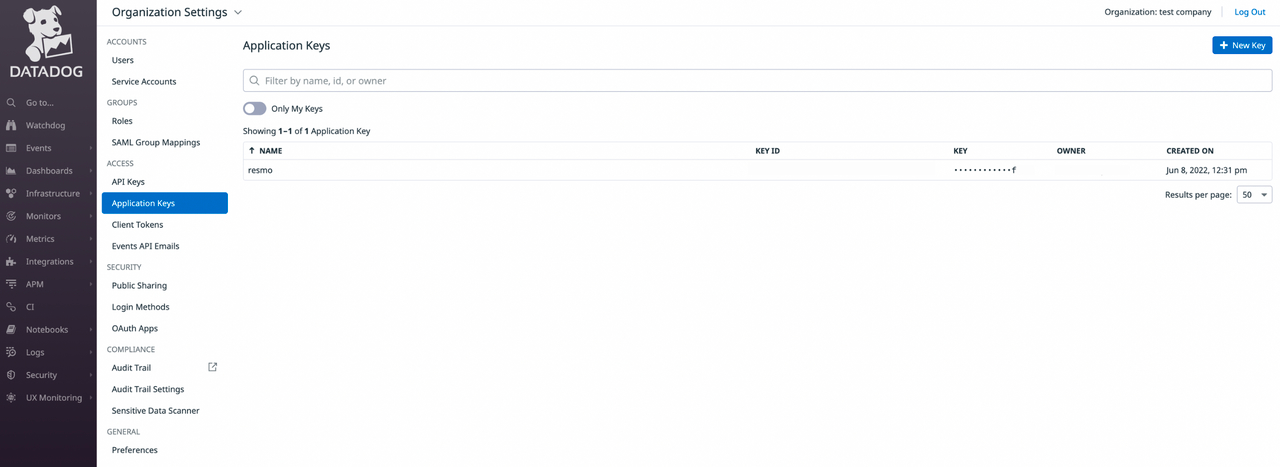 DATADOG
Go to...
Watchdog
Events
Dashboards
Infrastructure
Monitors
Metrics
Integrations
APM
CI
Notebooks
Logs
Security
UX Monitoring
Organization Settings
Organization: test company
Log Out
ACCOUNTS
Users
Service Accounts
GROUPS
Roles
SAML Group Mappings
ACCESS
API Keys
Application Keys
Client Tokens
Events API Emails
SECURITY
Public Sharing
Login Methods
OAuth Apps
COMPLIANCE
Audit Trail
Audit Trail Settings
Sensitive Data Scanner
GENERAL
Preferences
Application Keys
+ New Key
Filter by name, id, or owner
Only My Keys
Showing 1–1 of 1 Application Key
↑ NAME KEY ID KEY OWNER CREATED ON
resmo ••••••••••••f Jun 8, 2022, 12:31 pm
Results per page: 50